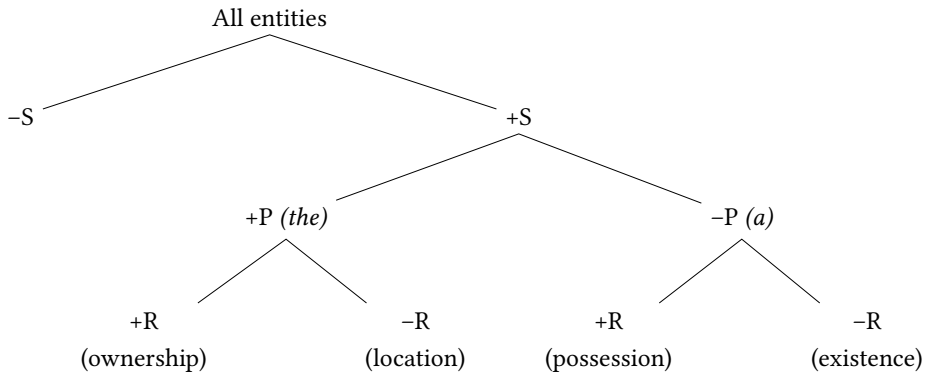 All entities
–S +S
+P (the) –P (a)
+R –R +R –R
(ownership) (location) (possession) (existence)